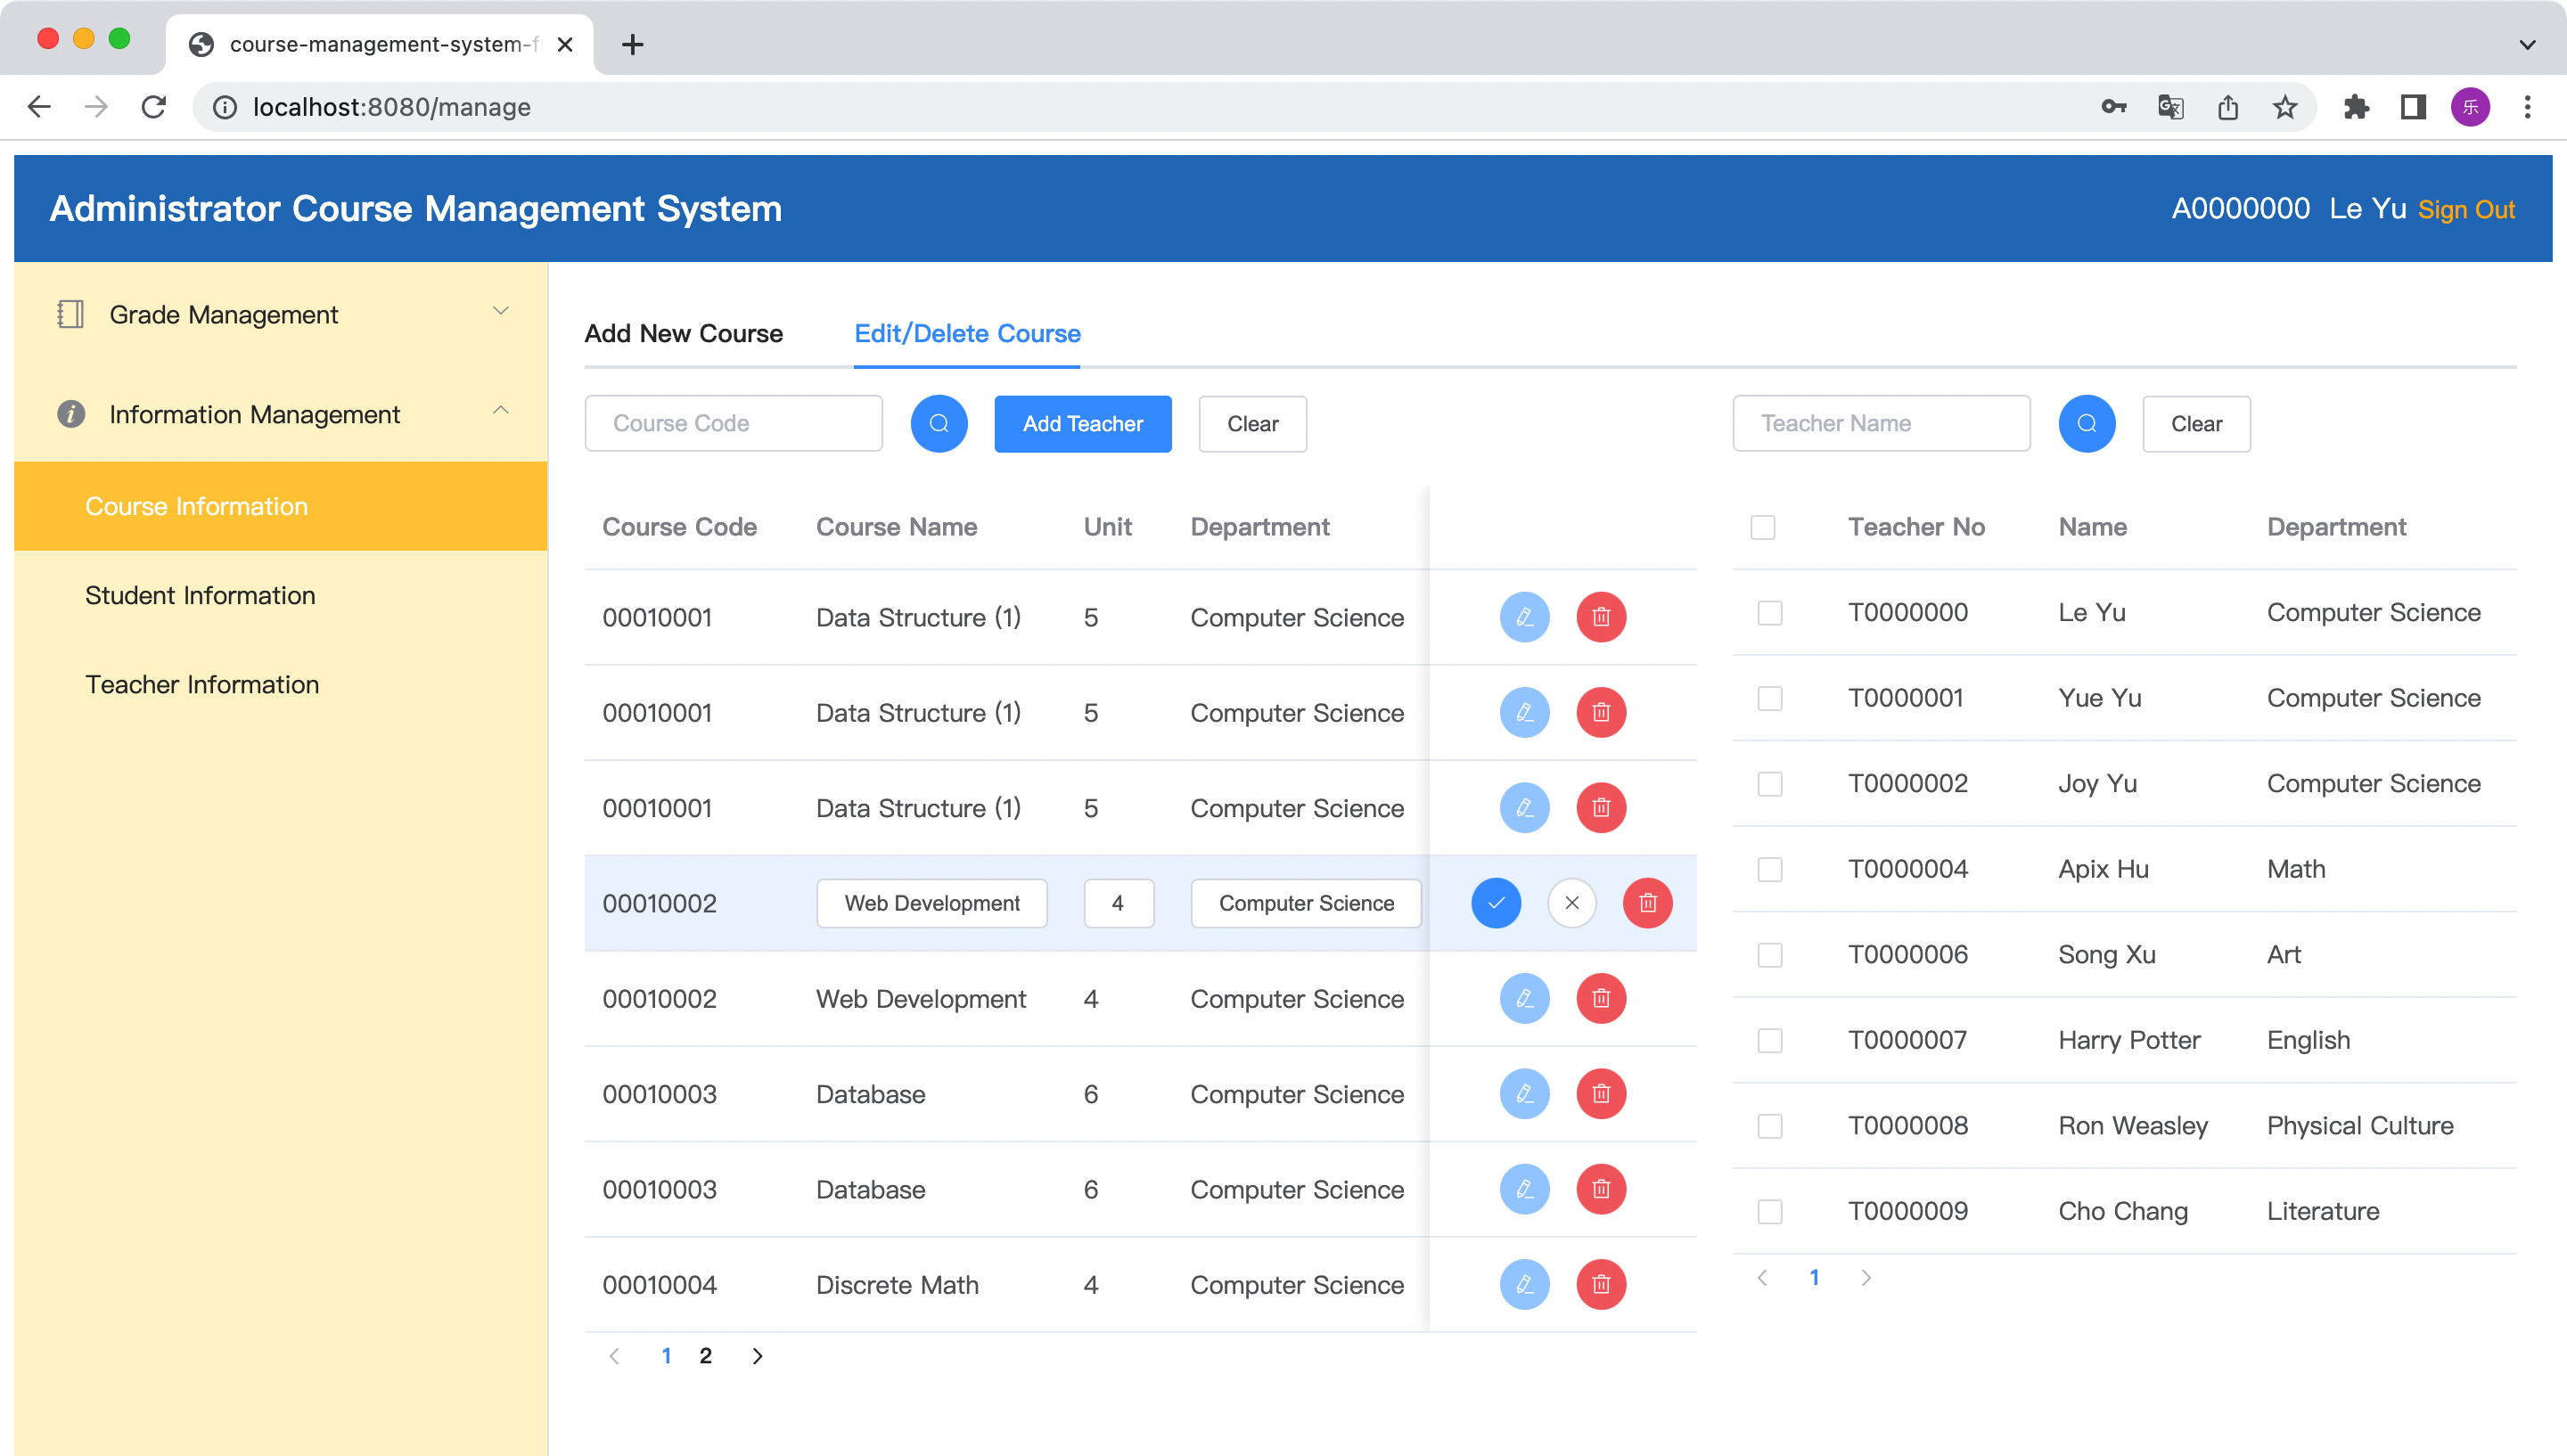 course-management-system-f
localhost:8080/manage
乐
Administrator Course Management System
A0000000 Le Yu Sign Out
Grade Management
Information Management
Course Information
Student Information
Teacher Information
Add New Course Edit/Delete Course
Course Code Add Teacher Clear
Course Code Course Name Unit Department
00010001 Data Structure (1) 5 Computer Science
00010001 Data Structure (1) 5 Computer Science
00010001 Data Structure (1) 5 Computer Science
00010002 Web Development 4 Computer Science
00010002 Web Development 4 Computer Science
00010003 Database 6 Computer Science
00010003 Database 6 Computer Science
00010004 Discrete Math 4 Computer Science
1 2
Teacher Name Clear
Teacher No Name Department
T0000000 Le Yu Computer Science
T0000001 Yue Yu Computer Science
T0000002 Joy Yu Computer Science
T0000004 Apix Hu Math
T0000006 Song Xu Art
T0000007 Harry Potter English
T0000008 Ron Weasley Physical Culture
T0000009 Cho Chang Literature
1